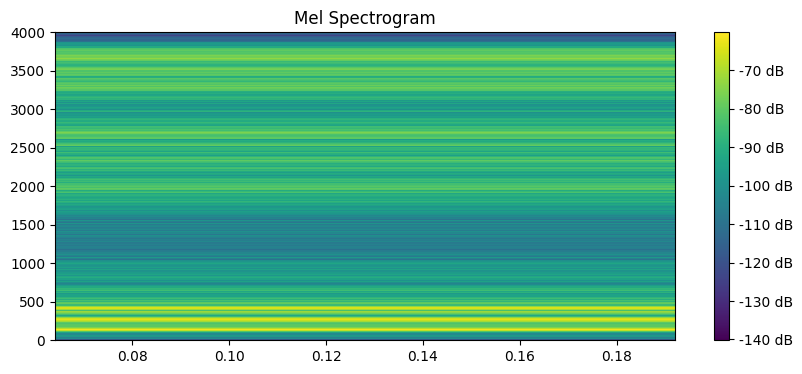 Mel Spectrogram
4000
3500
3000
2500
2000
1500
1000
500
0
0.08 0.10 0.12 0.14 0.16 0.18
-70 dB
-80 dB
-90 dB
-100 dB
-110 dB
-120 dB
-130 dB
-140 dB